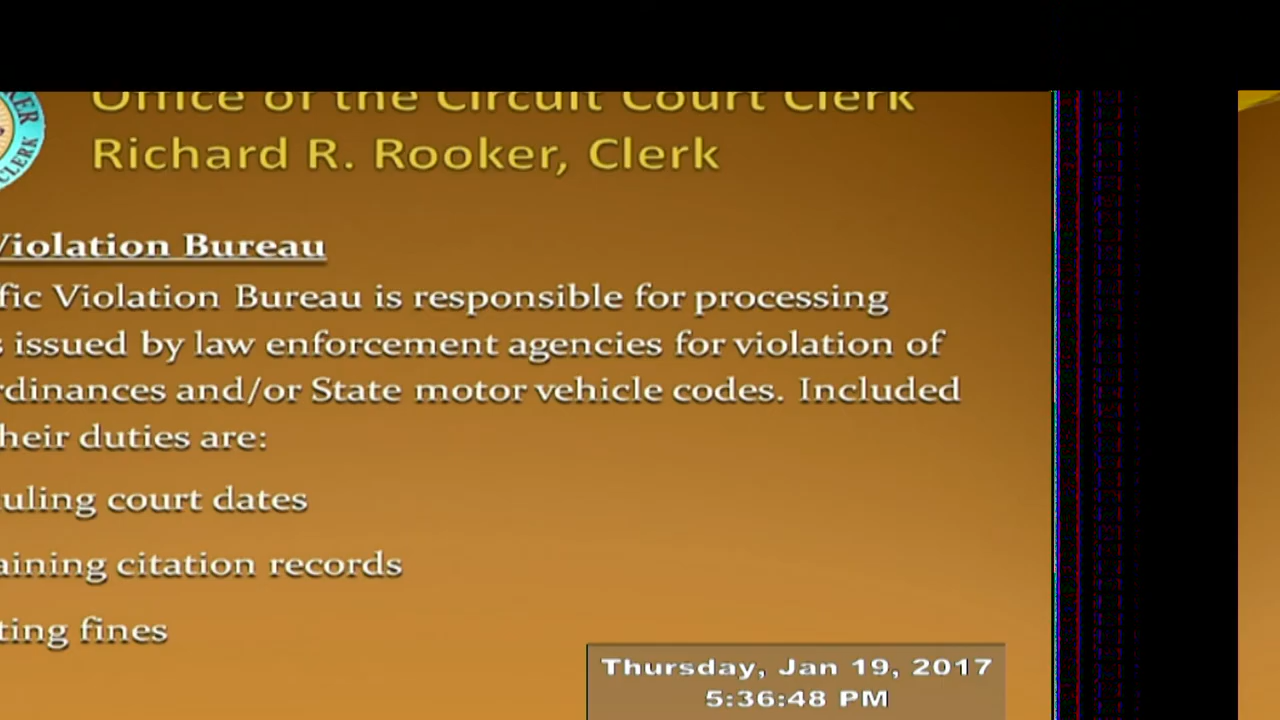 Office of the Circuit Court Clerk
Richard R. Rooker, Clerk
CLERK
Violation Bureau
fic Violation Bureau is responsible for processing
s issued by law enforcement agencies for violation of
rdinances and/or State motor vehicle codes. Included
heir duties are:
uling court dates
aining citation records
ting fines
Thursday, Jan 19, 2017
5:36:48 PM